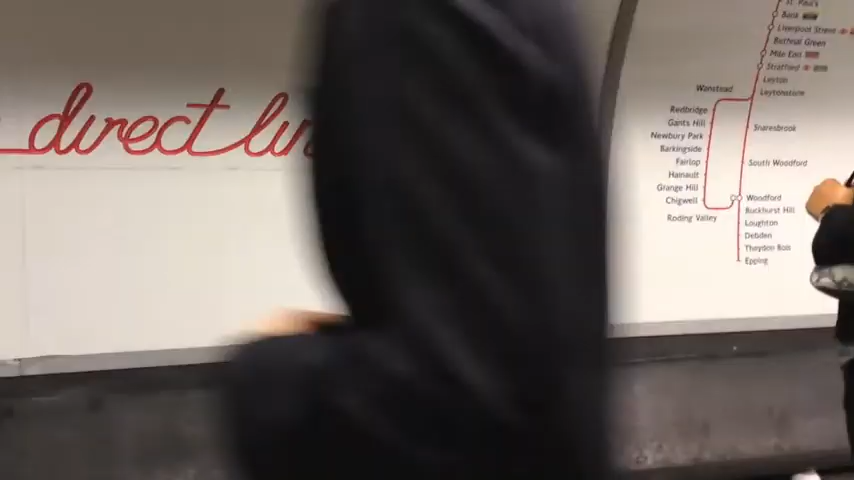 direct lin
St. Paul's
Bank
Liverpool Street
Bethnal Green
Mile End
Stratford
Leyton
Leytonstone
Wanstead
Redbridge
Gants Hill
Newbury Park
Barkingside
Fairlop
Hainault
Grange Hill
Chigwell
Roding Valley
Snaresbrook
South Woodford
Woodford
Buckhurst Hill
Loughton
Debden
Theydon Bois
Epping